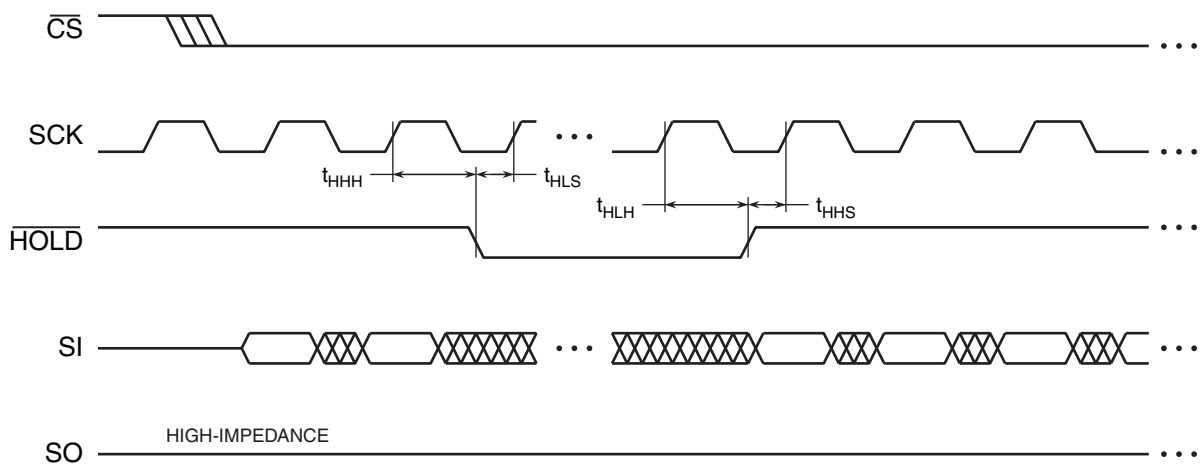 CS
SCK
tHHH
tHLS
tHLH
tHHS
HOLD
SI
HIGH-IMPEDANCE
SO